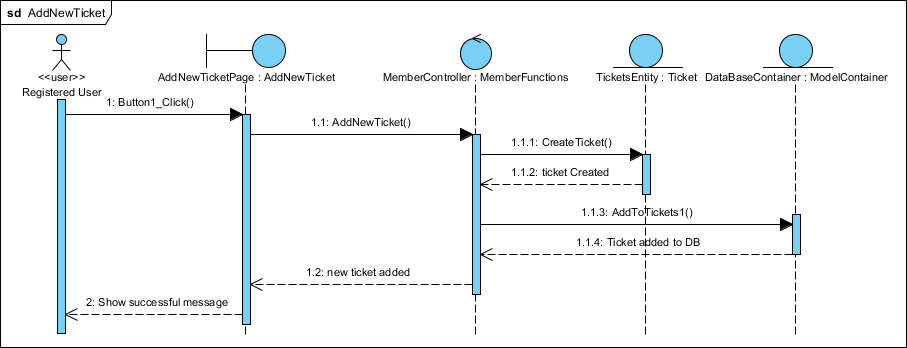 sd AddNewTicket
<<user>>
Registered User
AddNewTicketPage : AddNewTicket
MemberController : MemberFunctions
TicketsEntity : Ticket
DataBaseContainer : ModelContainer
1: Button1_Click()
1.1: AddNewTicket()
1.1.1: CreateTicket()
1.1.2: ticket Created
1.1.3: AddToTickets1()
1.1.4: Ticket added to DB
1.2: new ticket added
2: Show successful message